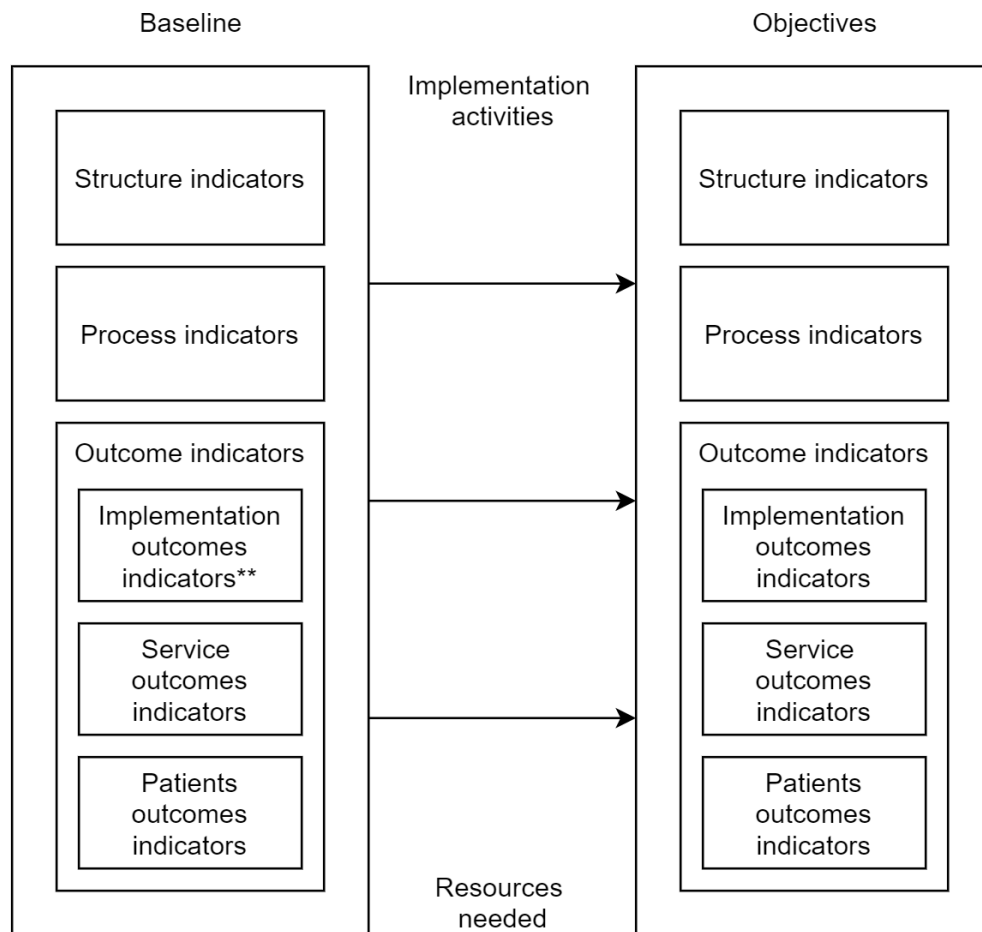 Baseline
Structure indicators
Process indicators
Outcome indicators
Implementation
outcomes
indicators**
Service
outcomes
indicators
Patients
outcomes
indicators
Implementation
activities
Resources
needed
Objectives
Structure indicators
Process indicators
Outcome indicators
Implementation
outcomes
indicators
Service
outcomes
indicators
Patients
outcomes
indicators